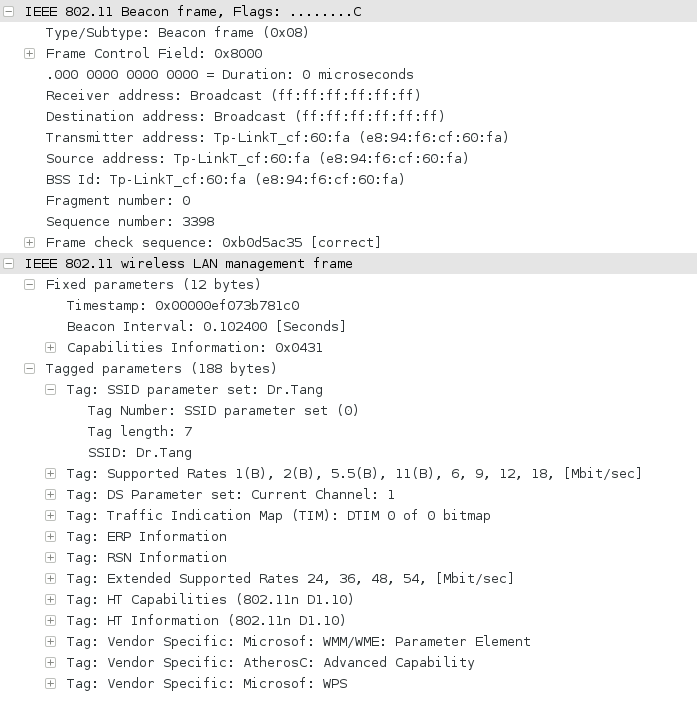 IEEE 802.11 Beacon frame, Flags: ........C
Type/Subtype: Beacon frame (0x08)
Frame Control Field: 0x8000
.000 0000 0000 0000 = Duration: 0 microseconds
Receiver address: Broadcast (ff:ff:ff:ff:ff:ff)
Destination address: Broadcast (ff:ff:ff:ff:ff:ff)
Transmitter address: Tp-LinkT_cf:60:fa (e8:94:f6:cf:60:fa)
Source address: Tp-LinkT_cf:60:fa (e8:94:f6:cf:60:fa)
BSS Id: Tp-LinkT_cf:60:fa (e8:94:f6:cf:60:fa)
Fragment number: 0
Sequence number: 3398
Frame check sequence: 0xb0d5ac35 [correct]
IEEE 802.11 wireless LAN management frame
Fixed parameters (12 bytes)
Timestamp: 0x00000ef073b781c0
Beacon Interval: 0.102400 [Seconds]
Capabilities Information: 0x0431
Tagged parameters (188 bytes)
Tag: SSID parameter set: Dr.Tang
Tag Number: SSID parameter set (0)
Tag length: 7
SSID: Dr.Tang
Tag: Supported Rates 1(B), 2(B), 5.5(B), 11(B), 6, 9, 12, 18, [Mbit/sec]
Tag: DS Parameter set: Current Channel: 1
Tag: Traffic Indication Map (TIM): DTIM 0 of 0 bitmap
Tag: ERP Information
Tag: RSN Information
Tag: Extended Supported Rates 24, 36, 48, 54, [Mbit/sec]
Tag: HT Capabilities (802.11n D1.10)
Tag: HT Information (802.11n D1.10)
Tag: Vendor Specific: Microsof: WMM/WME: Parameter Element
Tag: Vendor Specific: AtherosC: Advanced Capability
Tag: Vendor Specific: Microsof: WPS